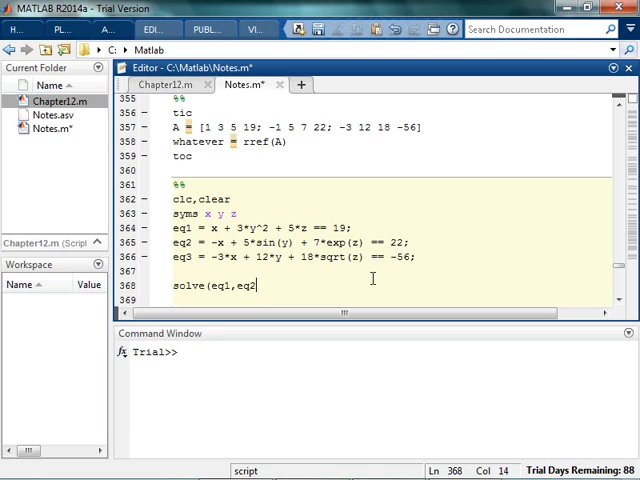 MATLAB R2014a - Trial Version
H... PL... A... EDI... PUBL... VI... Search Documentation
C: Matlab
Current Folder
Name
Chapter12.m
Notes.asv
Notes.m*
Chapter12.m (Script)
Workspace
Name Value
Editor - C:\Matlab\Notes.m*
Chapter12.m Notes.m*
355 %%
356 tic
357 A = [1 3 5 19; -1 5 7 22; -3 12 18 -56]
358 whatever = rref(A)
359 toc
360
361 %%
362 clc,clear
363 syms x y z
364 eq1 = x + 3*y^2 + 5*z == 19;
365 eq2 = -x + 5*sin(y) + 7*exp(z) == 22;
366 eq3 = -3*x + 12*y + 18*sqrt(z) == -56;
367
368 solve(eq1,eq2
369
Command Window
fx Trial>>
script Ln 368 Col 14 Trial Days Remaining: 88